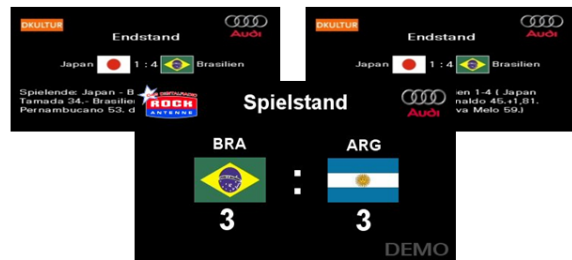 DKULTUR
Audi
Endstand
Japan 1 : 4 Brasilien
Spielende: Japan - B
Tamada 34.- Brasilie
Pernambucano 53. d
DKULTUR
Audi
Endstand
Japan 1 : 4 Brasilien
en 1-4 ( Japan
naldo 45.+1,81.
va Melo 59.)
DIGITALRADIO
ROCK
ANTENNE
Spielstand
Audi
BRA : ARG
3 3
DEMO